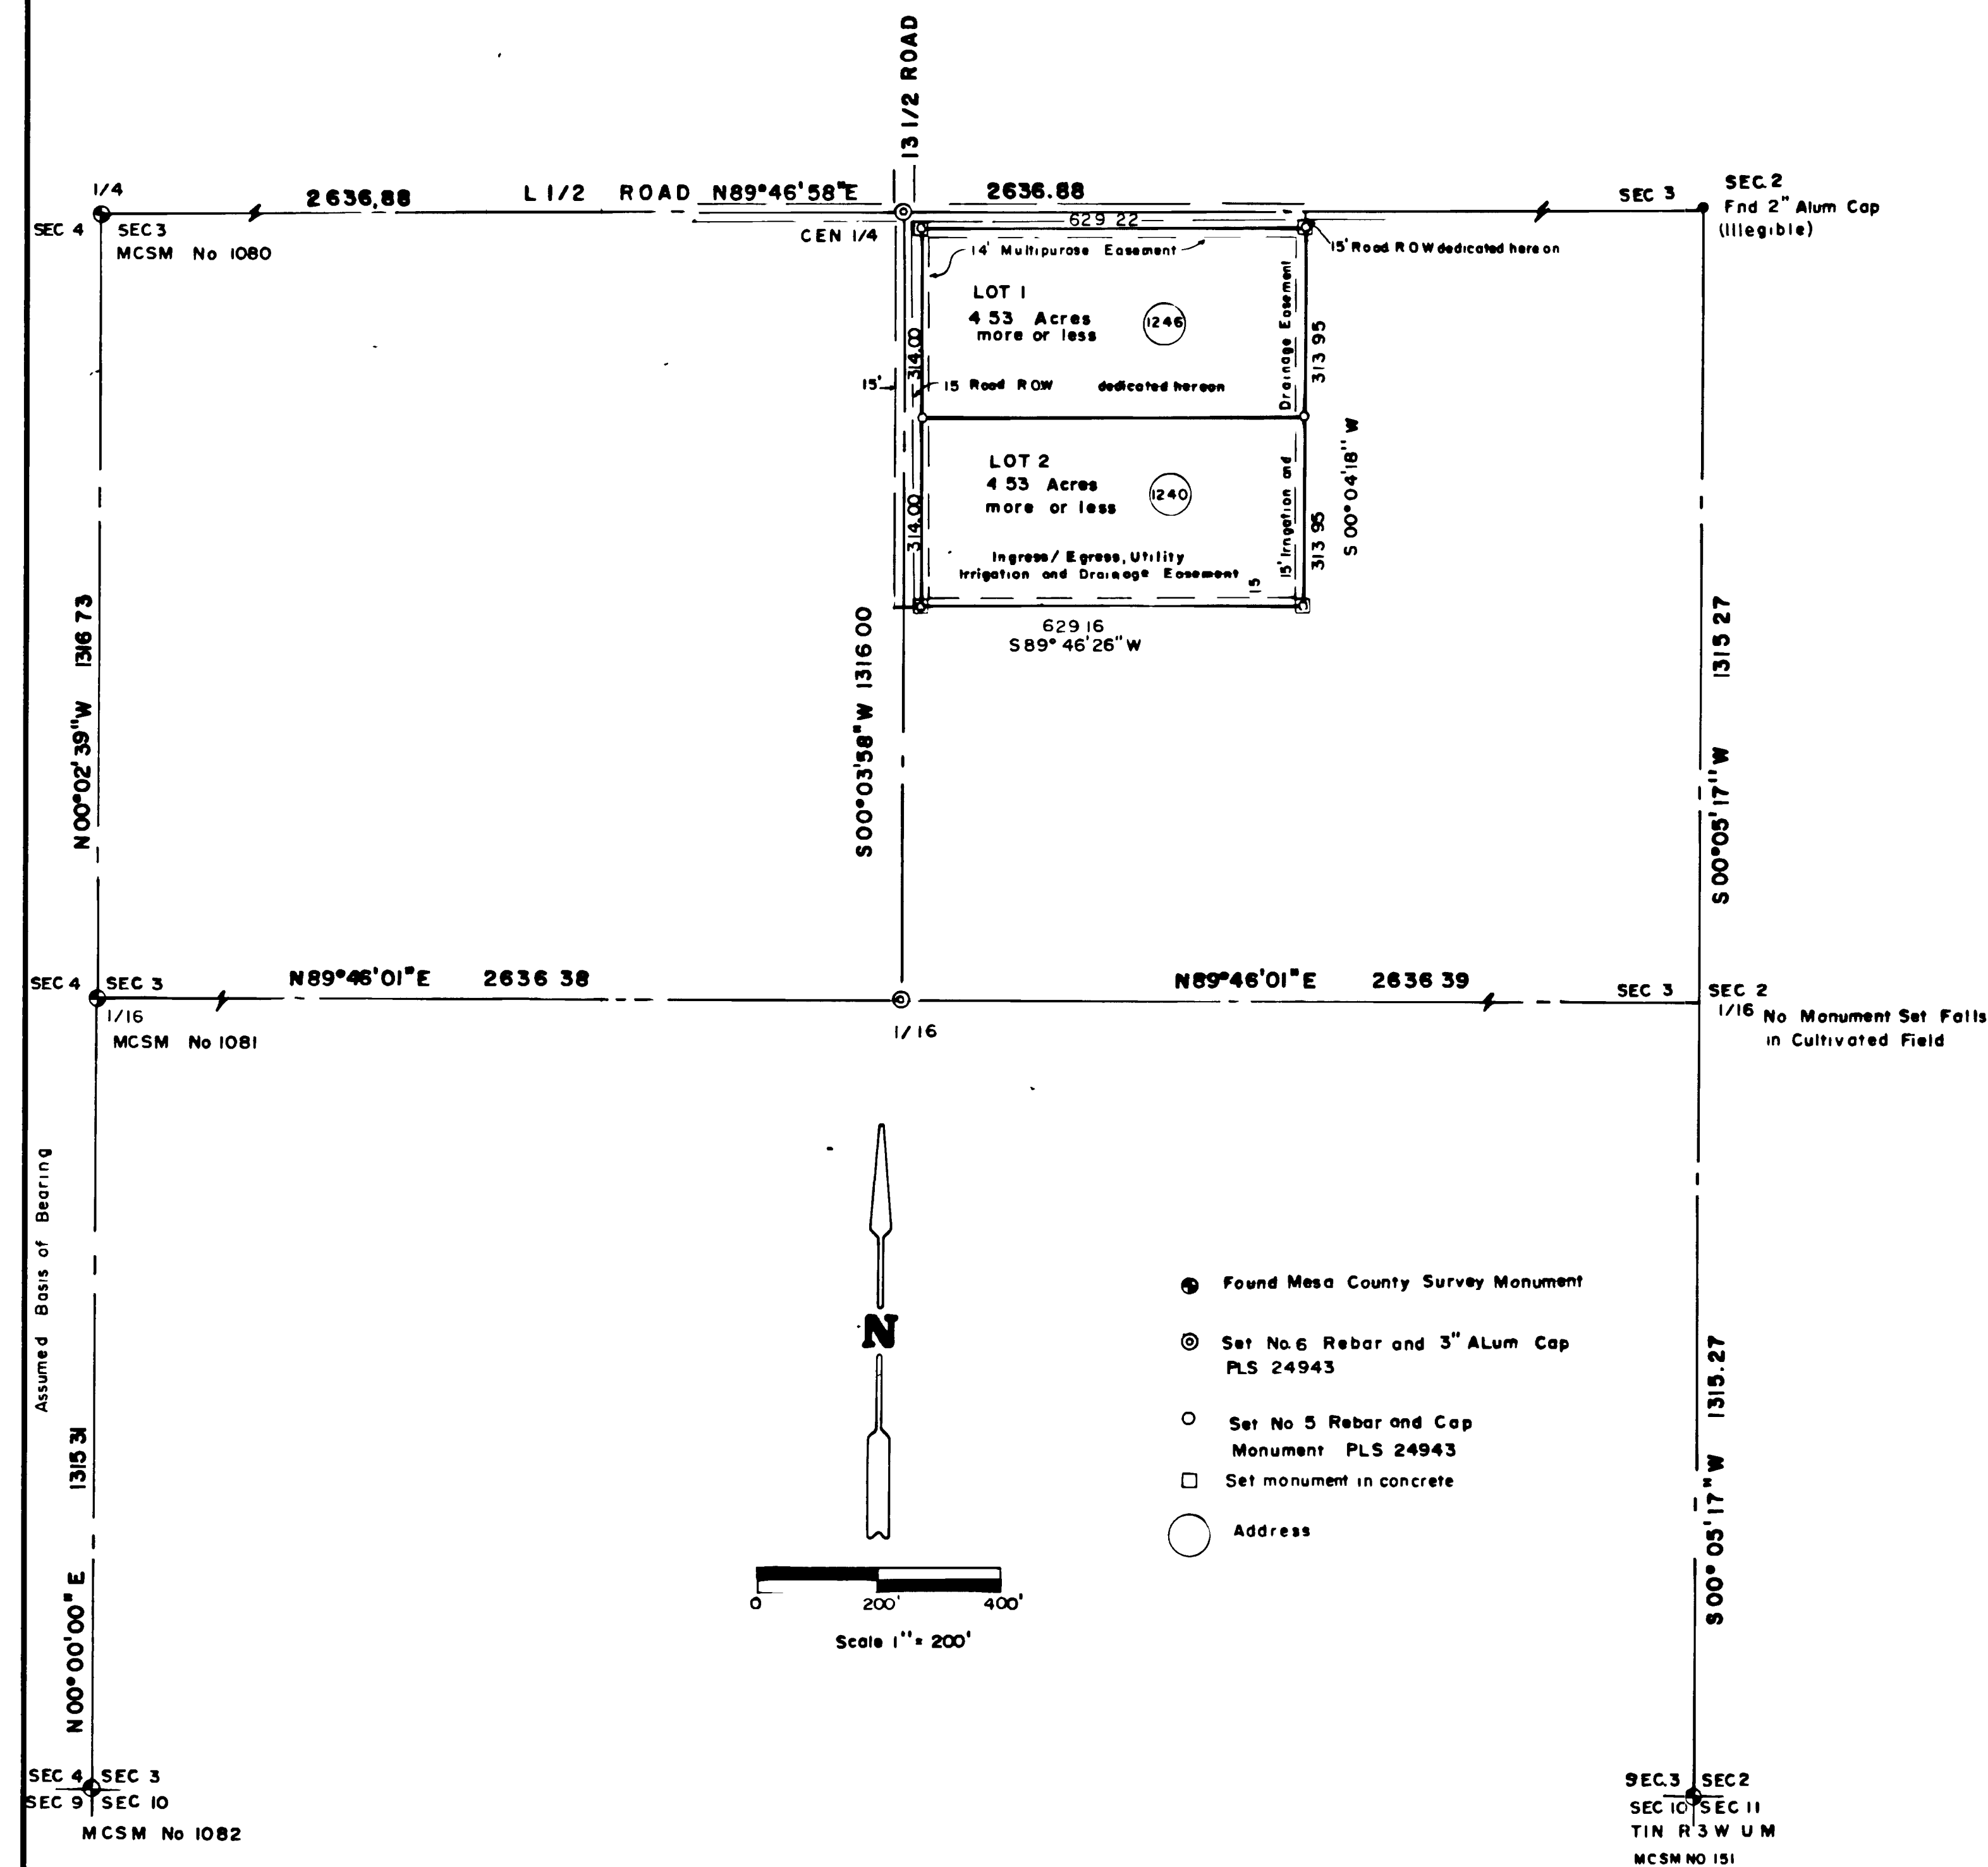 13 1/2 ROAD
1/4
2636.88
L 1/2 ROAD N89°46'58"E
2636.88
SEC 3
SEC. 2
Fnd 2" Alum Cap
(Illegible)
SEC 4
SEC 3
MCSM No 1080
CEN 1/4
629 22
14' Multipurose Easement
15' Road R O W dedicated here on
LOT 1
4 53 Acres
more or less
1246
314.00
Drainage Easement
313 95
15'
15 Road R O W dedicated hereon
LOT 2
4 53 Acres
more or less
1240
314.00
15' Irrigation and
313 95
S 00°04'18" W
Ingress/ Egress, Utility
Irrigation and Drainage Easement
15
629 16
S 89° 46'26" W
N 00°02'39"W 1316 73
S 00°03'58"W 1316 00
S 00°05'17" W 1315 27
SEC 4
SEC 3
1/16
MCSM No 1081
N89°46'01"E 2636 38
1/16
N89°46'01"E 2636 39
SEC 3
SEC 2
1/16 No Monument Set Falls
in Cultivated Field
Assumed Basis of Bearing
N 00°00'00" E 1315 31
N
0 200' 400'
Scale 1" = 200'
Found Mesa County Survey Monument
Set No. 6 Rebar and 3" ALum Cap
PLS 24943
Set No 5 Rebar and Cap
Monument PLS 24943
Set monument in concrete
Address
S 00° 05'17" W 1315.27
SEC 4 SEC 3
SEC 9 SEC 10
MCSM No 1082
SEC. 3 SEC 2
SEC 10 SEC 11
T1N R 3 W U M
MCSM NO 151